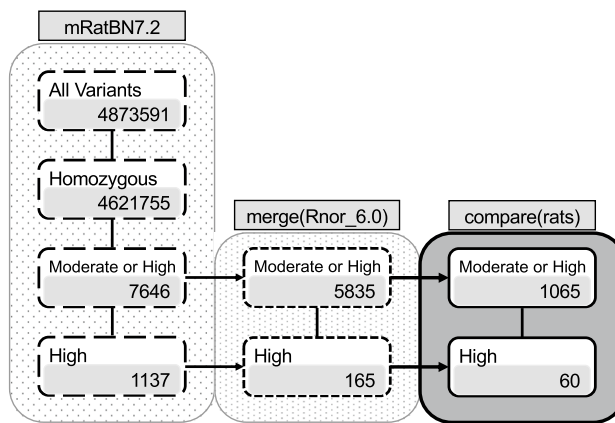 mRatBN7.2
All Variants
4873591
Homozygous
4621755
Moderate or High
7646
High
1137
merge(Rnor_6.0)
Moderate or High
5835
High
165
compare(rats)
Moderate or High
1065
High
60